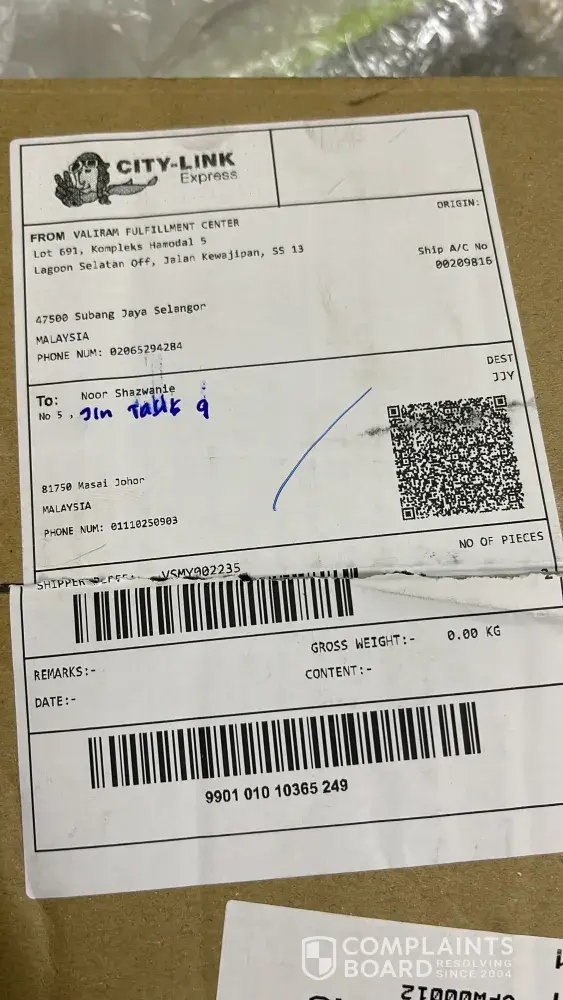 CITY-LINK
Express
ORIGIN:
FROM VALIRAM FULFILLMENT CENTER
Lot 691, Kompleks Hamodal 5
Lagoon Selatan Off, Jalan Kewajipan, SS 13
Ship A/C No
00209816
47500 Subang Jaya Selangor
MALAYSIA
PHONE NUM: 02065294284
DEST
JJY
To: Noor Shazwanie
No 5 , Jln Tasik 9
81750 Masai Johor
MALAYSIA
PHONE NUM: 01110250903
NO OF PIECES
SHIPPER VSMY002235
2
GROSS WEIGHT:- 0.00 KG
REMARKS:-
CONTENT:-
DATE:-
9901 010 10365 249
COMPLAINTS
BOARD RESOLVING
SINCE 2004